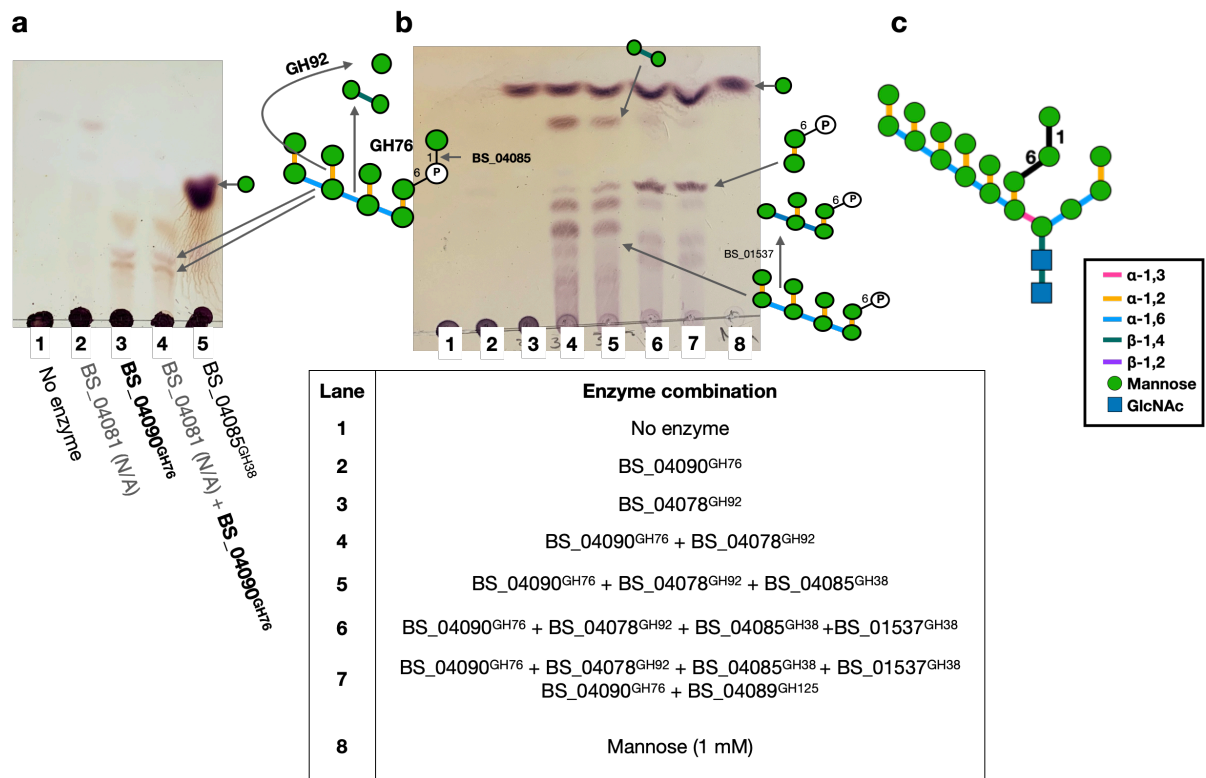 a
b
c
GH92
GH76
6
P
1
BS_04085
6
P
P
6
BS_01537
6
P
6
1
α-1,3
α-1,2
α-1,6
β-1,4
β-1,2
Mannose
GlcNAc
1 2 3 4 5
No enzyme
BS_04081 (N/A)
BS_04090GH76
BS_04081 (N/A) + BS_04090GH76
BS_04085GH38
1 2 3 4 5 6 7 8
Lane Enzyme combination
1 No enzyme
2 BS_04090GH76
3 BS_04078GH92
4 BS_04090GH76 + BS_04078GH92
5 BS_04090GH76 + BS_04078GH92 + BS_04085GH38
6 BS_04090GH76 + BS_04078GH92 + BS_04085GH38 +BS_01537GH38
7 BS_04090GH76 + BS_04078GH92 + BS_04085GH38 + BS_01537GH38
BS_04090GH76 + BS_04089GH125
8 Mannose (1 mM)